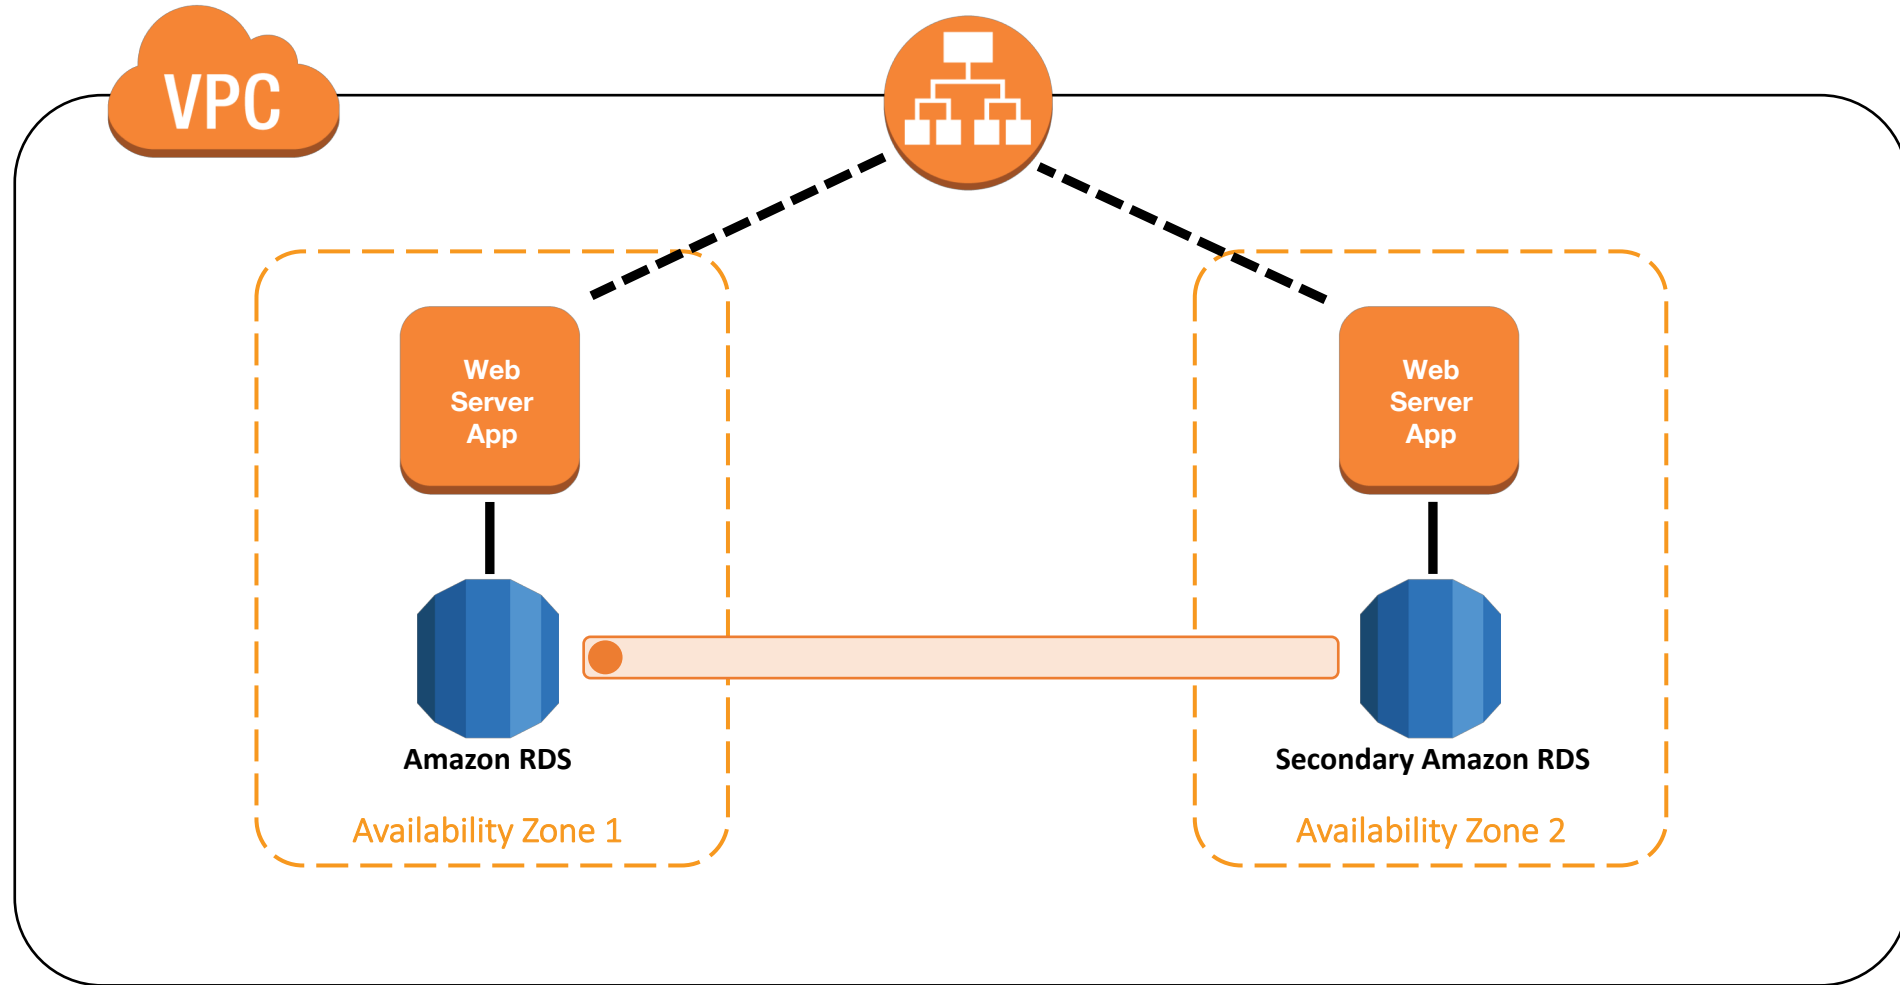 VPC
Web
Server
App
Web
Server
App
Amazon RDS
Secondary Amazon RDS
Availability Zone 1
Availability Zone 2